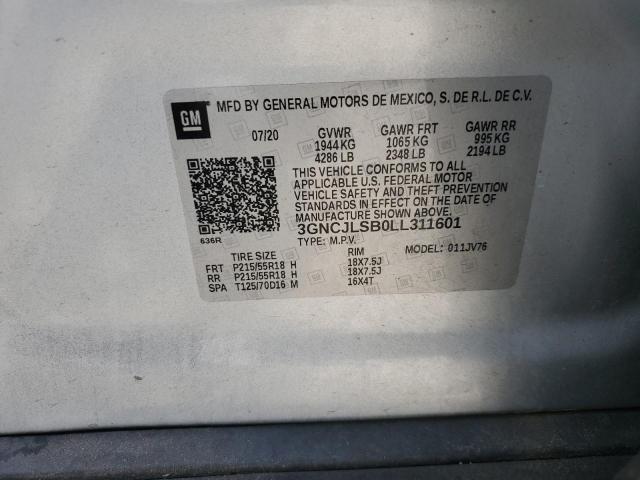 GM
MFD BY GENERAL MOTORS DE MEXICO, S. DE R.L. DE C.V.
07/20 GVWR GAWR FRT GAWR RR
1944 KG 1065 KG 995 KG
4286 LB 2348 LB 2194 LB
THIS VEHICLE CONFORMS TO ALL
APPLICABLE U.S. FEDERAL MOTOR
VEHICLE SAFETY AND THEFT PREVENTION
STANDARDS IN EFFECT ON THE DATE OF
MANUFACTURE SHOWN ABOVE.
636R 3GNCJLSB0LL311601
TYPE: M.P.V. MODEL: 011JV76
TIRE SIZE RIM
FRT P215/55R18 H 18X7.5J
RR P215/55R18 H 18X7.5J
SPA T125/70D16 M 16X4T